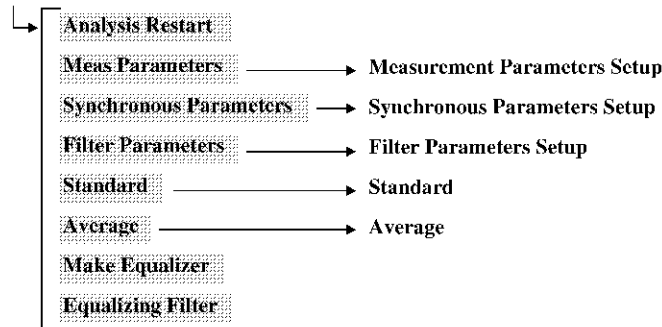 Analysis Restart
Meas Parameters Measurement Parameters Setup
Synchronous Parameters Synchronous Parameters Setup
Filter Parameters Filter Parameters Setup
Standard Standard
Average Average
Make Equalizer
Equalizing Filter